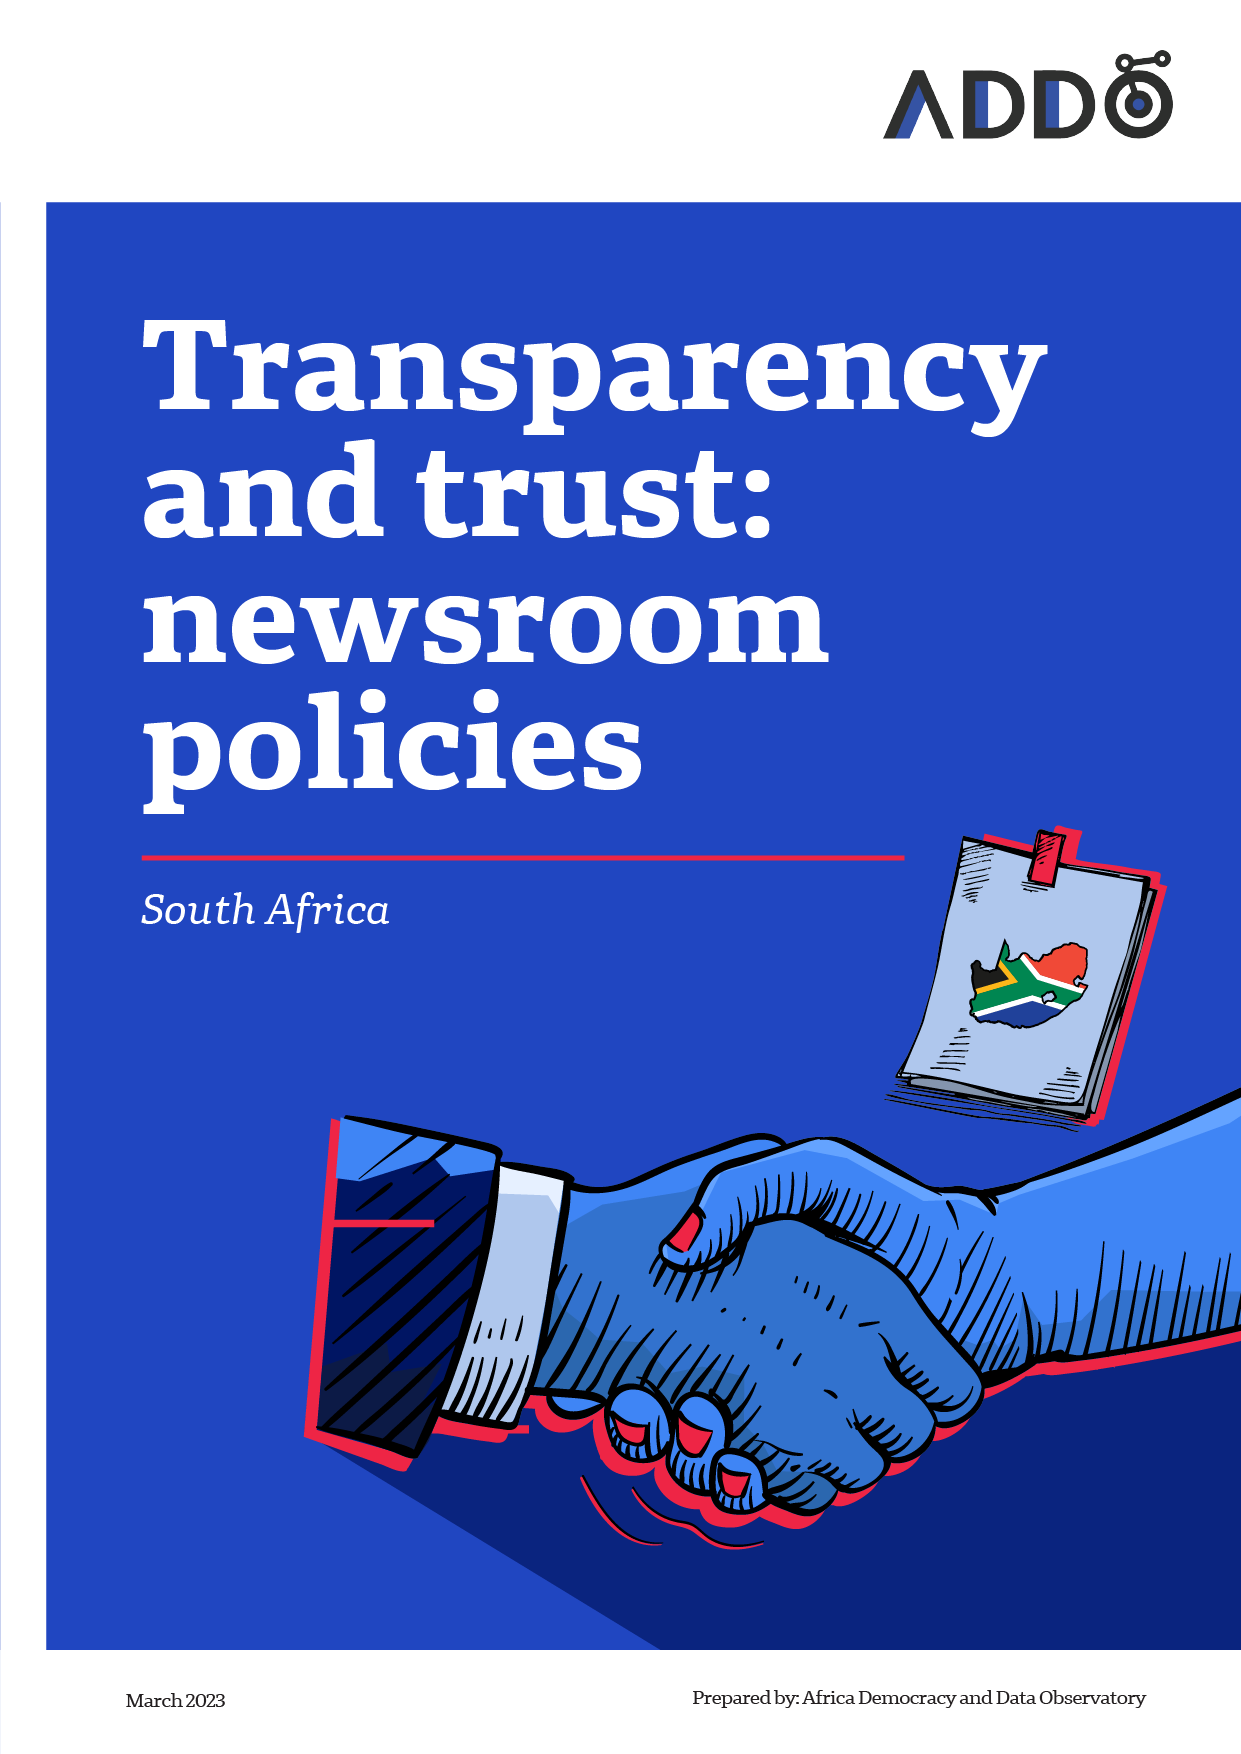 ADDO
Transparency
and trust:
newsroom
policies
South Africa
March 2023
Prepared by: Africa Democracy and Data Observatory